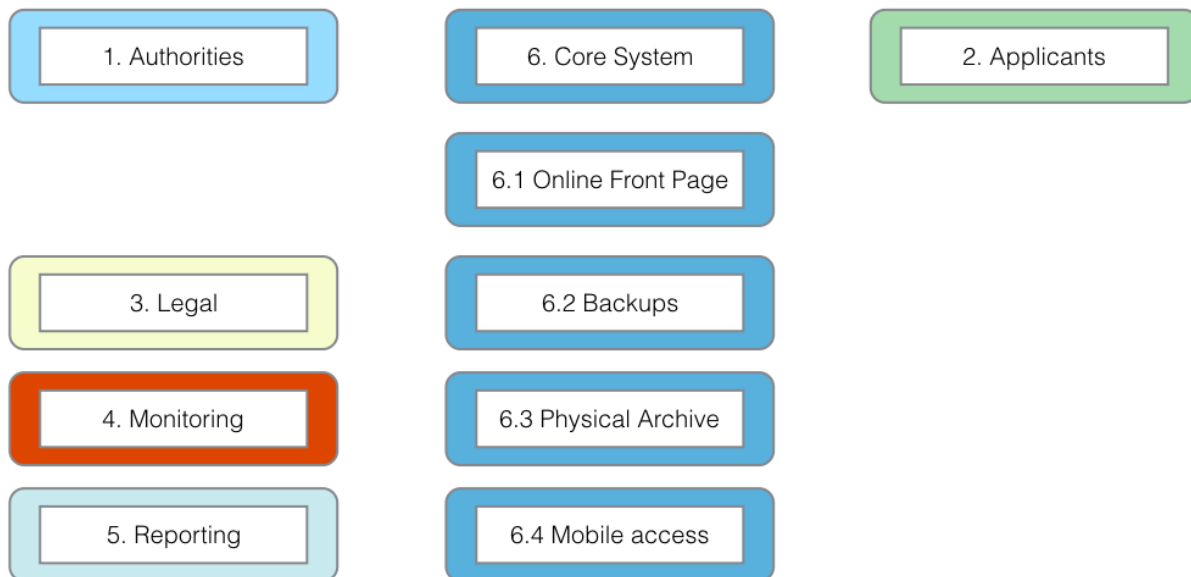 1. Authorities
6. Core System
2. Applicants
6.1 Online Front Page
3. Legal
6.2 Backups
4. Monitoring
6.3 Physical Archive
5. Reporting
6.4 Mobile access